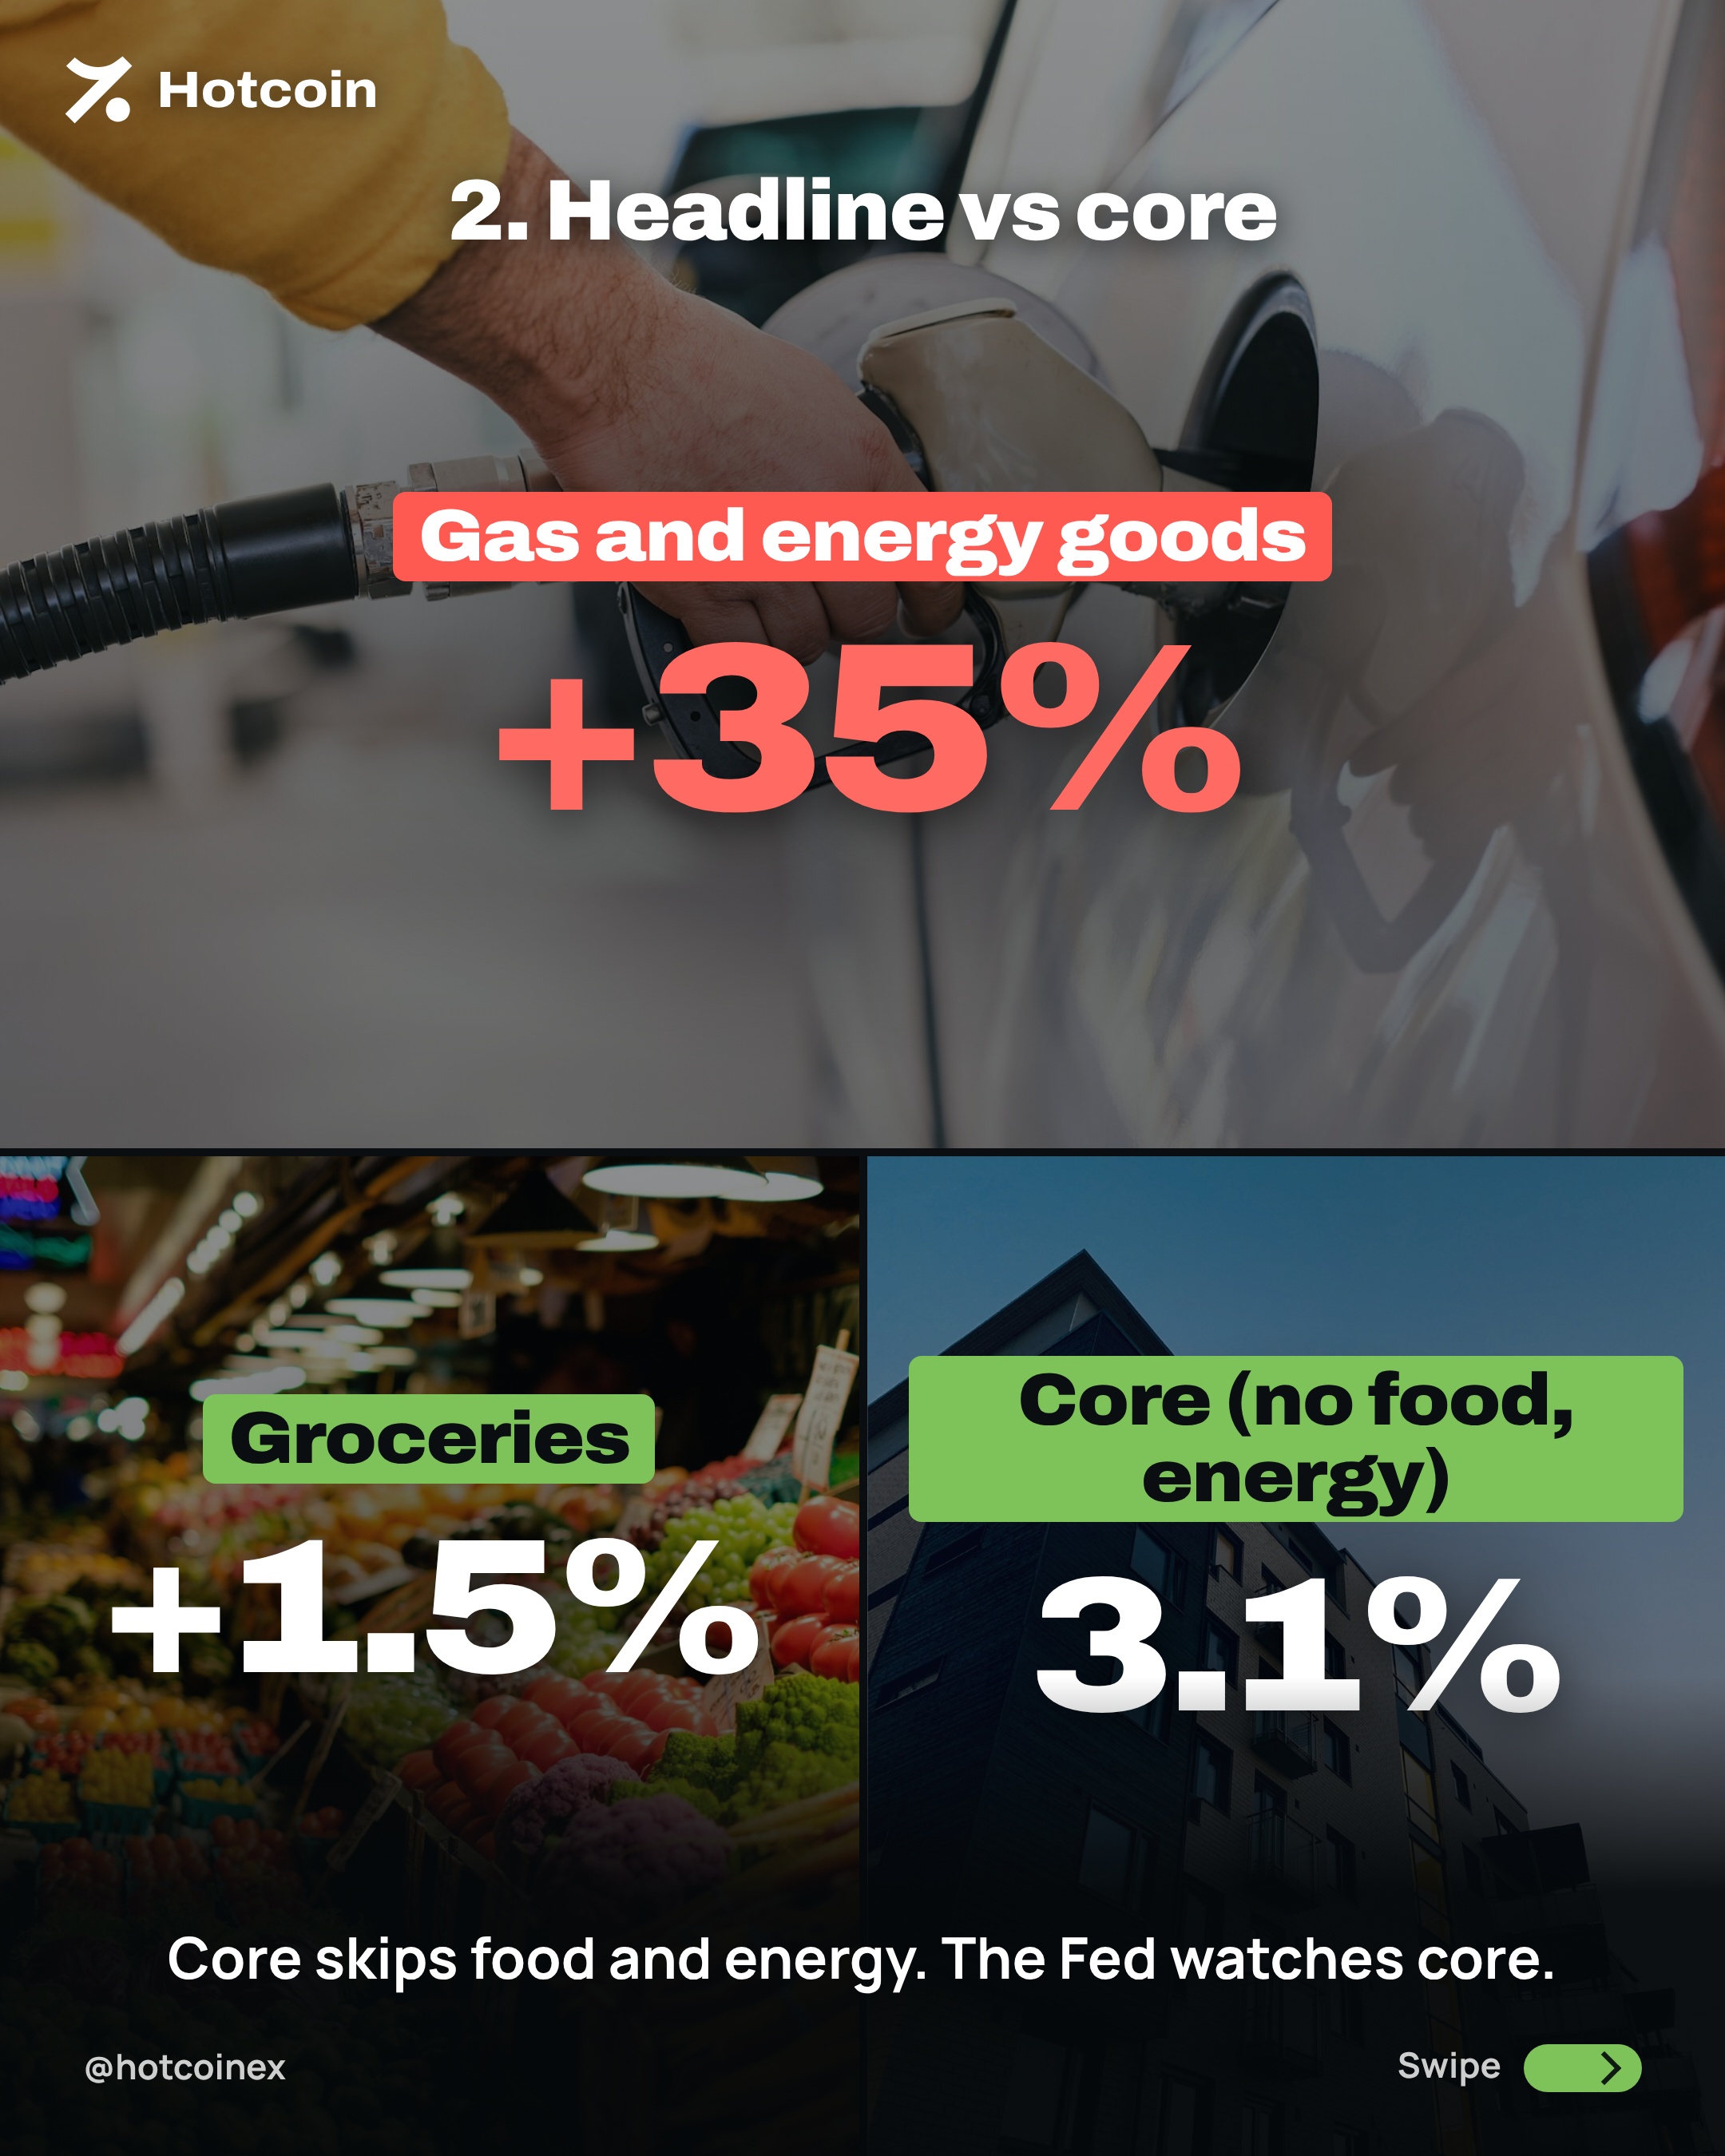 Hotcoin
2. Headline vs core
Gas and energy goods
+35%
Groceries
+1.5%
Core (no food,
energy)
3.1%
Core skips food and energy. The Fed watches core.
@hotcoinex
Swipe